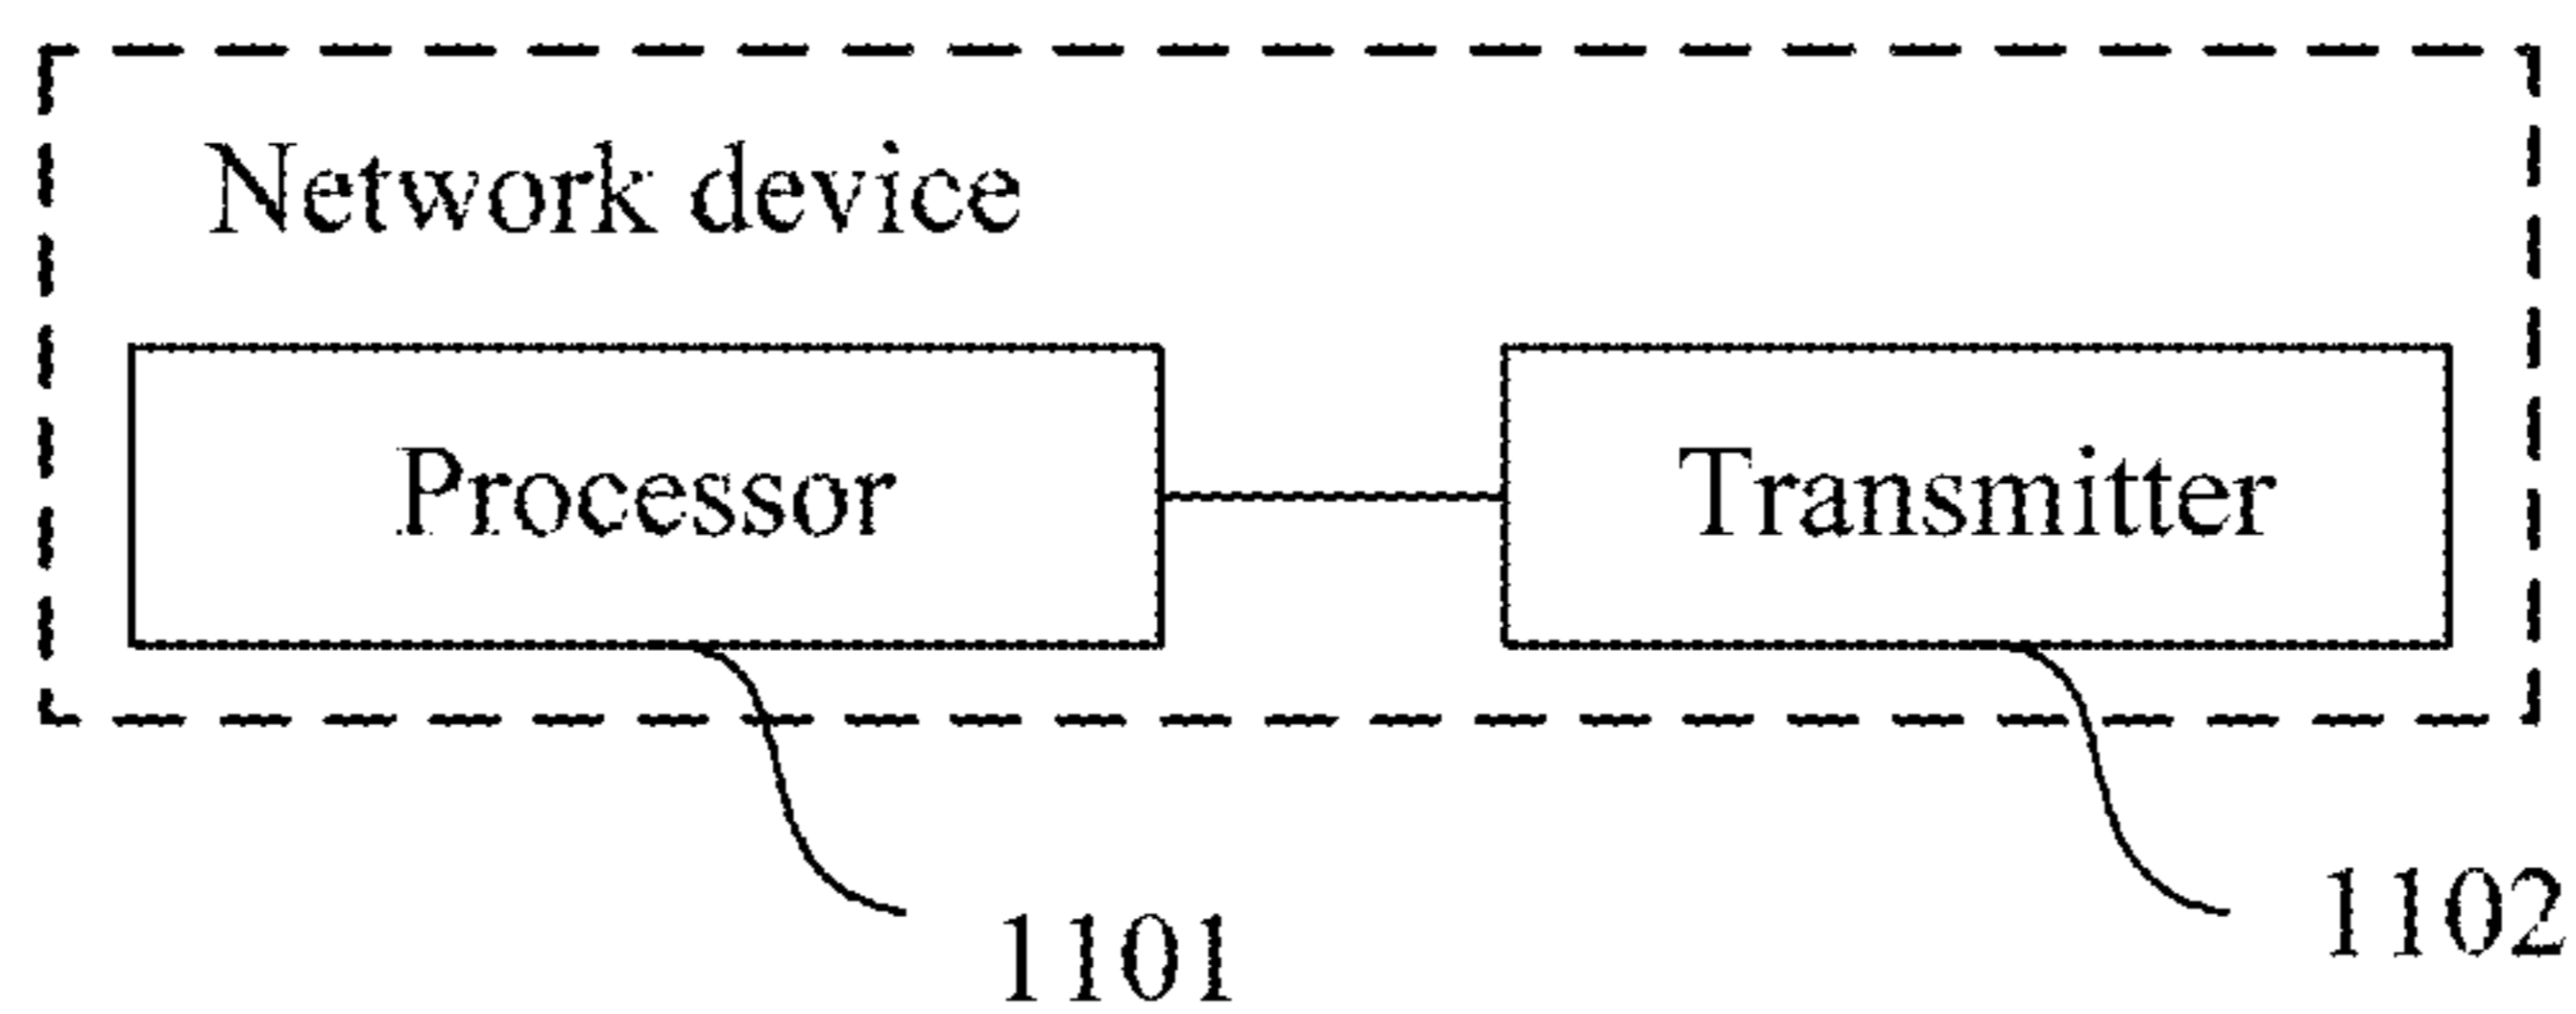 Network device
Processor
Transmitter
1101
1102